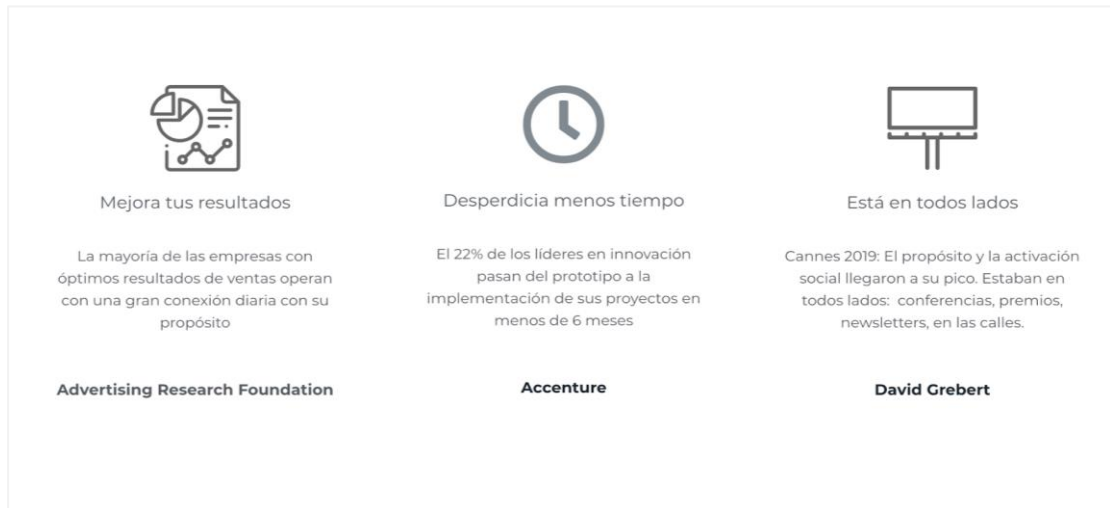 Mejora tus resultados
La mayoría de las empresas con
óptimos resultados de ventas operan
con una gran conexión diaria con su
propósito
Advertising Research Foundation
Desperdicia menos tiempo
El 22% de los líderes en innovación
pasan del prototipo a la
implementación de sus proyectos en
menos de 6 meses
Accenture
Está en todos lados
Cannes 2019: El propósito y la activación
social llegaron a su pico. Estaban en
todos lados:  conferencias, premios,
newsletters, en las calles.
David Grebert